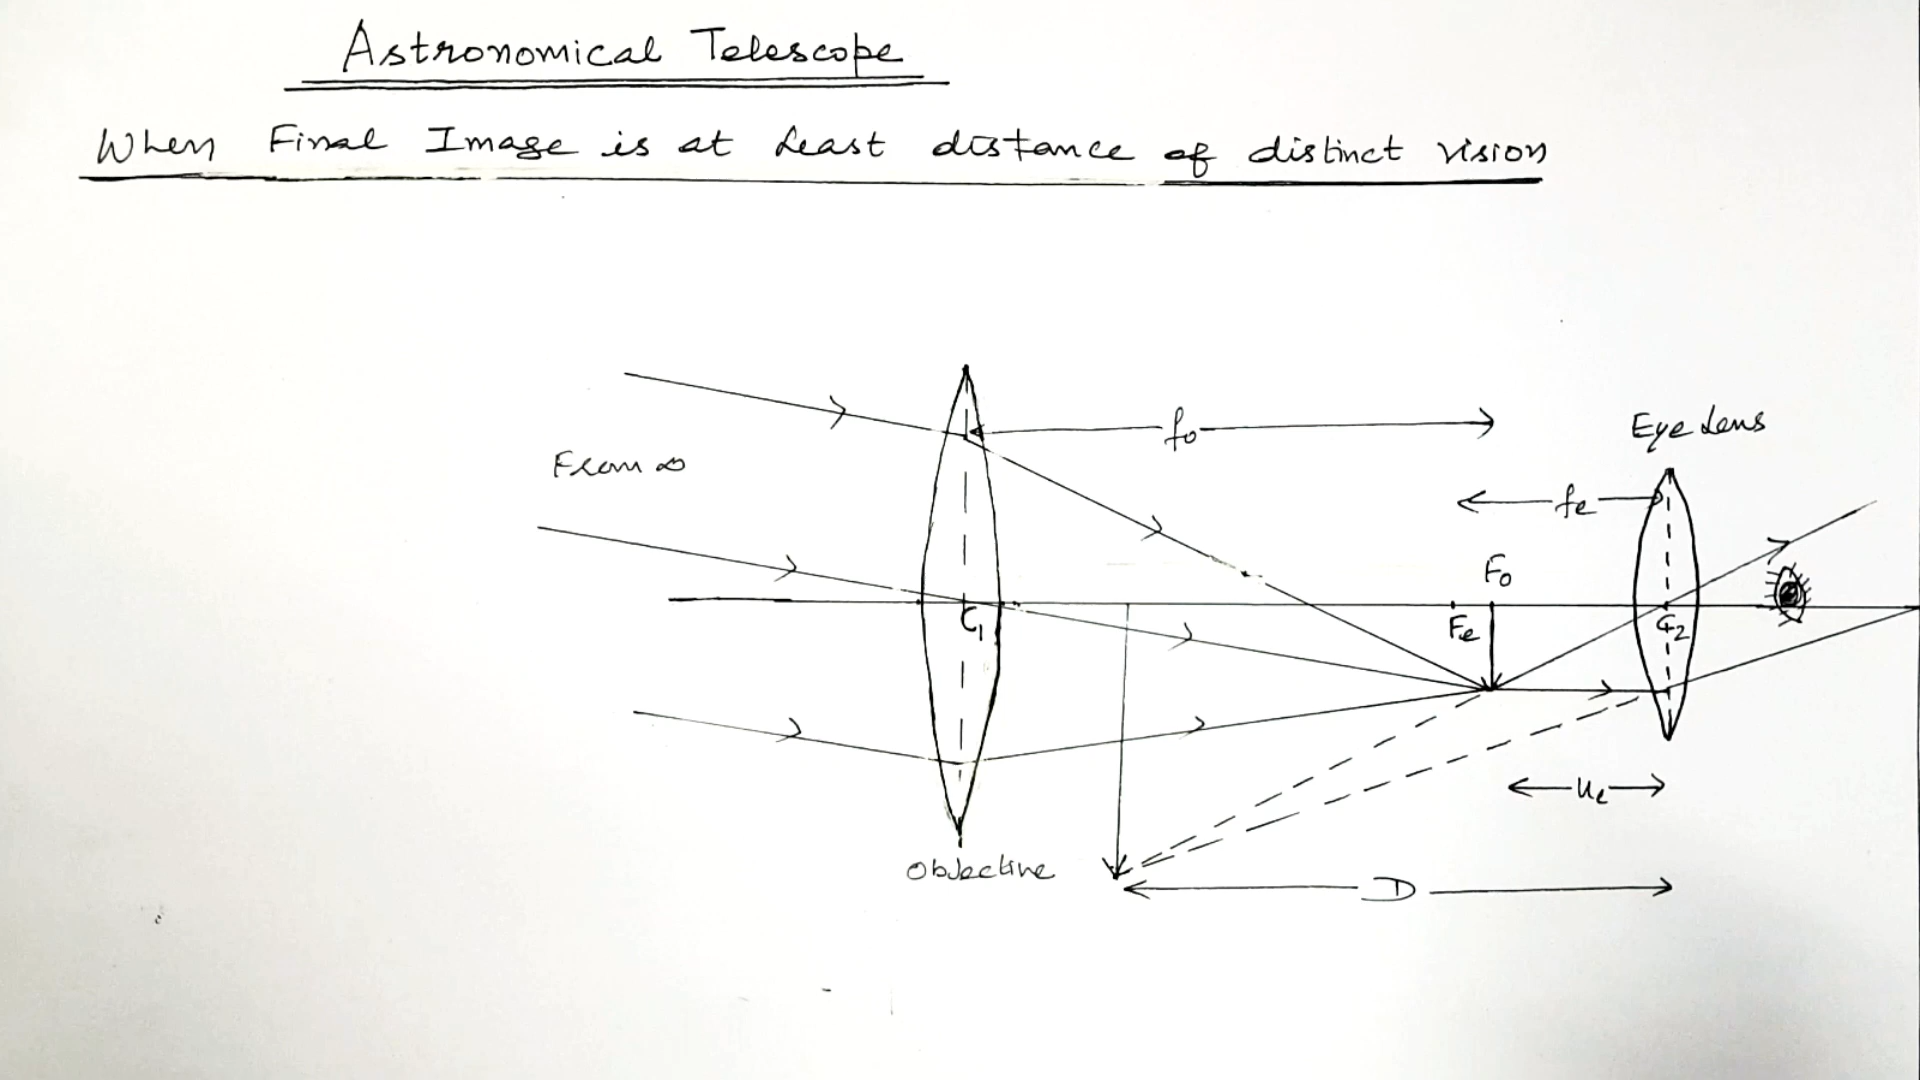 Astronomical Telescope
When Final Image is at Least distance of distinct vision
fo
Eye Lens
From ∞
fe
Fo
C1
Fe
C2
ue
Objective
D